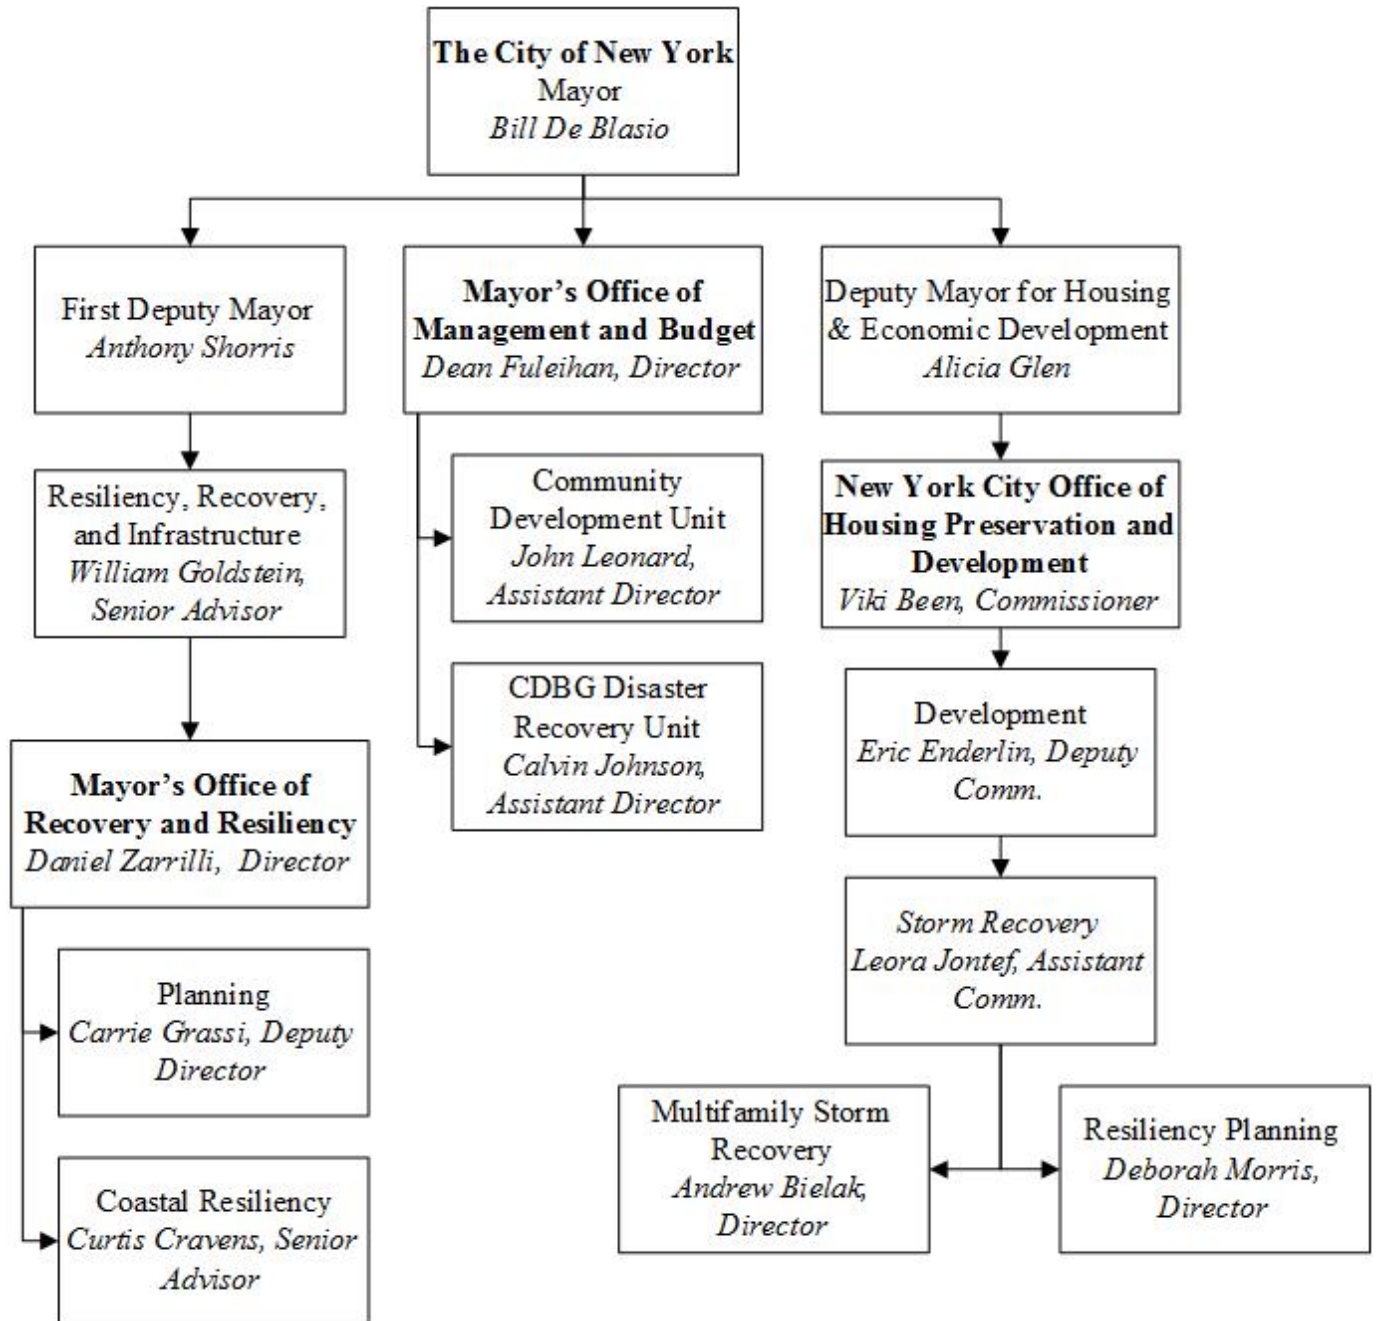 The City of New York
Mayor
Bill De Blasio
First Deputy Mayor
Anthony Shorris
Mayor's Office of
Management and Budget
Dean Fuleihan, Director
Deputy Mayor for Housing
& Economic Development
Alicia Glen
Resiliency, Recovery,
and Infrastructure
William Goldstein,
Senior Advisor
Community
Development Unit
John Leonard,
Assistant Director
New York City Office of
Housing Preservation and
Development
Viki Been, Commissioner
CDBG Disaster
Recovery Unit
Calvin Johnson,
Assistant Director
Development
Eric Enderlin, Deputy
Comm.
Mayor's Office of
Recovery and Resiliency
Daniel Zarrilli, Director
Storm Recovery
Leora Jontef, Assistant
Comm.
Planning
Carrie Grassi, Deputy
Director
Multifamily Storm
Recovery
Andrew Bielak,
Director
Resiliency Planning
Deborah Morris,
Director
Coastal Resiliency
Curtis Cravens, Senior
Advisor